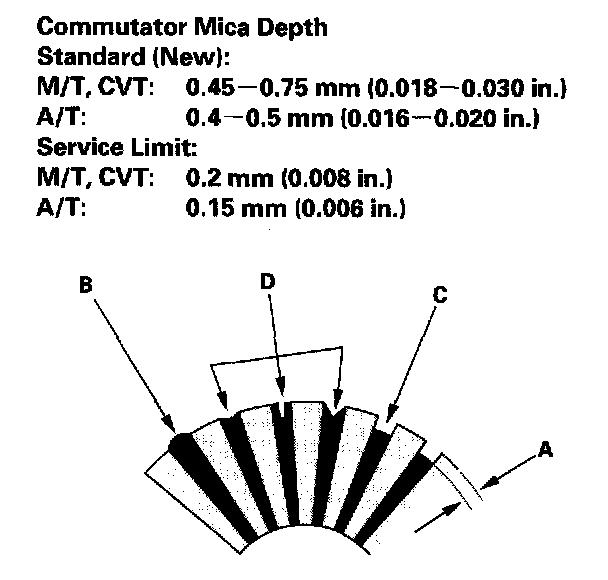 Commutator Mica Depth
Standard (New):
M/T, CVT: 0.45—0.75 mm (0.018—0.030 in.)
A/T: 0.4—0.5 mm (0.016—0.020 in.)
Service Limit:
M/T, CVT: 0.2 mm (0.008 in.)
A/T: 0.15 mm (0.006 in.)
B
D
C
A